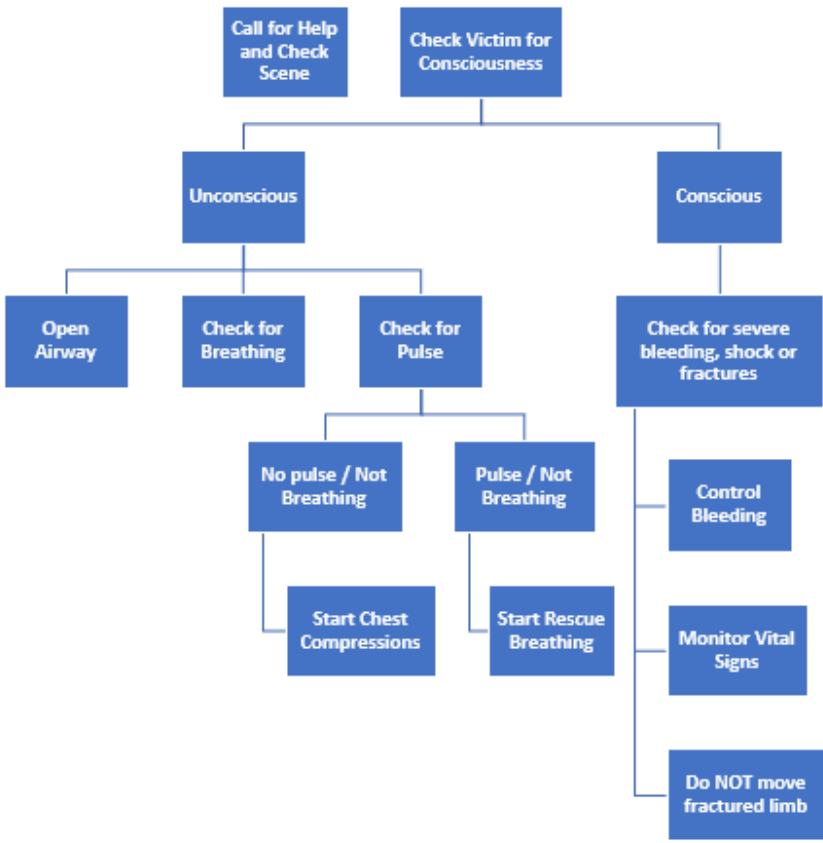 Call for Help
and Check
Scene
Check Victim for
Consciousness
Unconscious
Conscious
Open
Airway
Check for
Breathing
Check for
Pulse
Check for severe
bleeding, shock or
fractures
No pulse / Not
Breathing
Pulse / Not
Breathing
Control
Bleeding
Start Chest
Compressions
Start Rescue
Breathing
Monitor Vital
Signs
Do NOT move
fractured limb